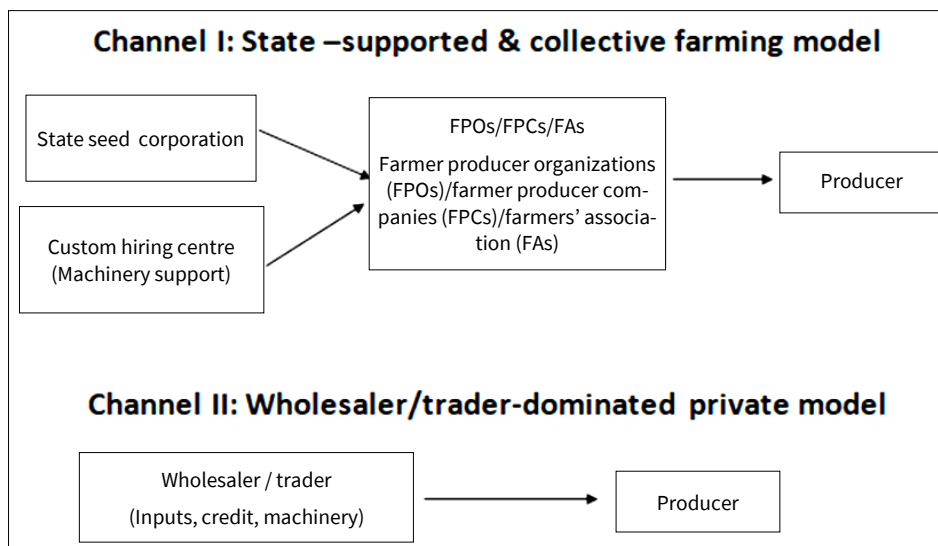 Channel I: State –supported & collective farming model
State seed corporation
Custom hiring centre
(Machinery support)
FPOs/FPCs/FAs
Farmer producer organizations
(FPOs)/farmer producer com-
panies (FPCs)/farmers’ associa-
tion (FAs)
Producer
Channel II: Wholesaler/trader-dominated private model
Wholesaler / trader
(Inputs, credit, machinery)
Producer